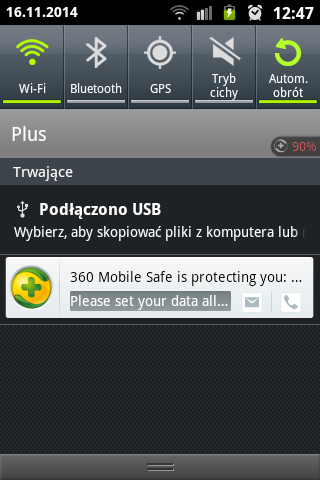 16.11.2014
12:47
Wi-Fi
Bluetooth
GPS
Tryb
cichy
Autom.
obrót
Plus
90%
Trwające
Podłączono USB
Wybierz, aby skopiować pliki z komputera lub
360 Mobile Safe is protecting you: ...
Please set your data all...